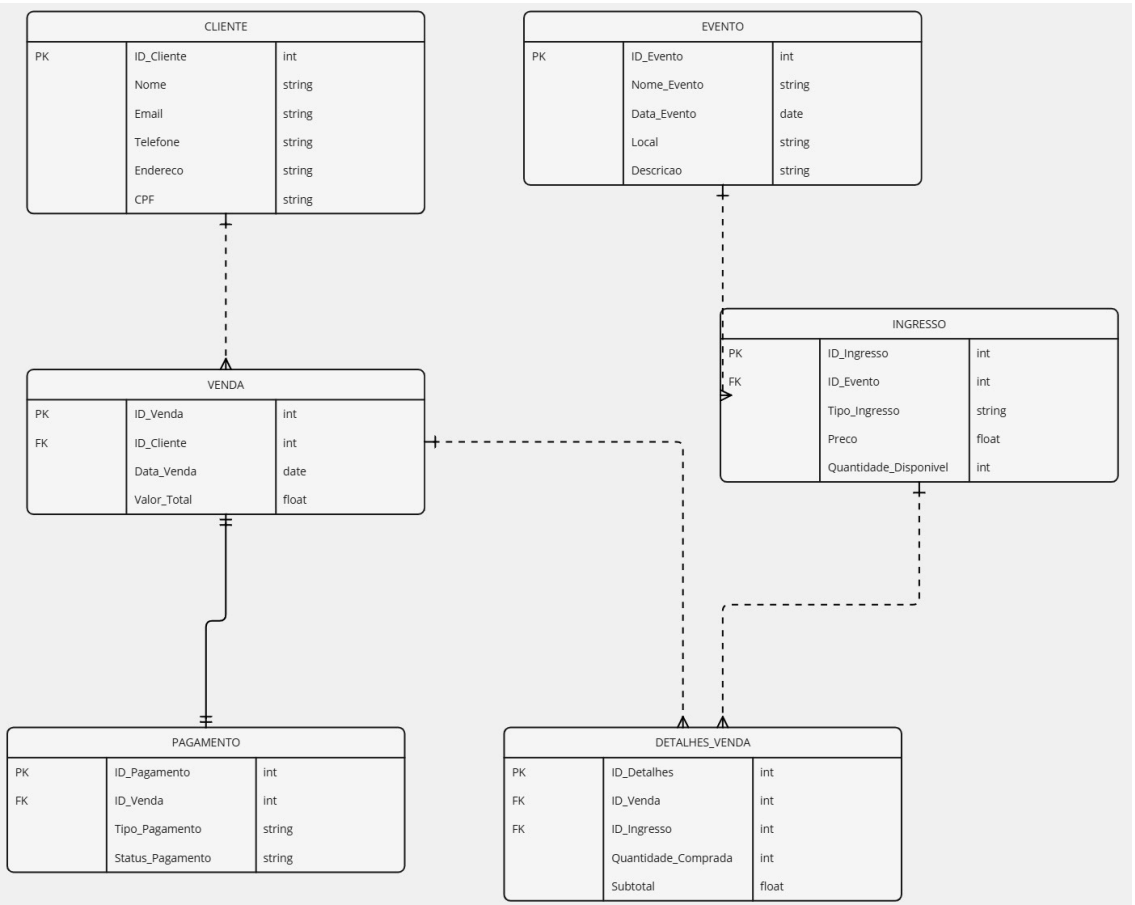 CLIENTE
PK ID_Cliente int
Nome string
Email string
Telefone string
Endereco string
CPF string
EVENTO
PK ID_Evento int
Nome_Evento string
Data_Evento date
Local string
Descricao string
INGRESSO
PK ID_Ingresso int
FK ID_Evento int
Tipo_Ingresso string
Preco float
Quantidade_Disponivel int
VENDA
PK ID_Venda int
FK ID_Cliente int
Data_Venda date
Valor_Total float
PAGAMENTO
PK ID_Pagamento int
FK ID_Venda int
Tipo_Pagamento string
Status_Pagamento string
DETALHES_VENDA
PK ID_Detalhes int
FK ID_Venda int
FK ID_Ingresso int
Quantidade_Comprada int
Subtotal float